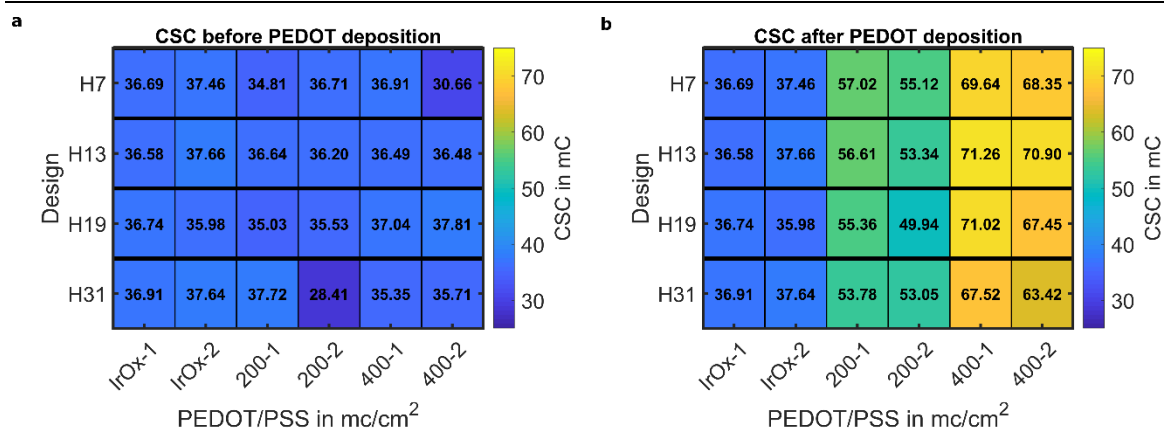 a
CSC before PEDOT deposition
Design
H7 36.69 37.46 34.81 36.71 36.91 30.66
H13 36.58 37.66 36.64 36.20 36.49 36.48
H19 36.74 35.98 35.03 35.53 37.04 37.81
H31 36.91 37.64 37.72 28.41 35.35 35.71
IrOx-1 IrOx-2 200-1 200-2 400-1 400-2
PEDOT/PSS in mc/cm²
70
60
50
40
30
CSC in mC
b
CSC after PEDOT deposition
Design
H7 36.69 37.46 57.02 55.12 69.64 68.35
H13 36.58 37.66 56.61 53.34 71.26 70.90
H19 36.74 35.98 55.36 49.94 71.02 67.45
H31 36.91 37.64 53.78 53.05 67.52 63.42
IrOx-1 IrOx-2 200-1 200-2 400-1 400-2
PEDOT/PSS in mc/cm²
70
60
50
40
30
CSC in mC